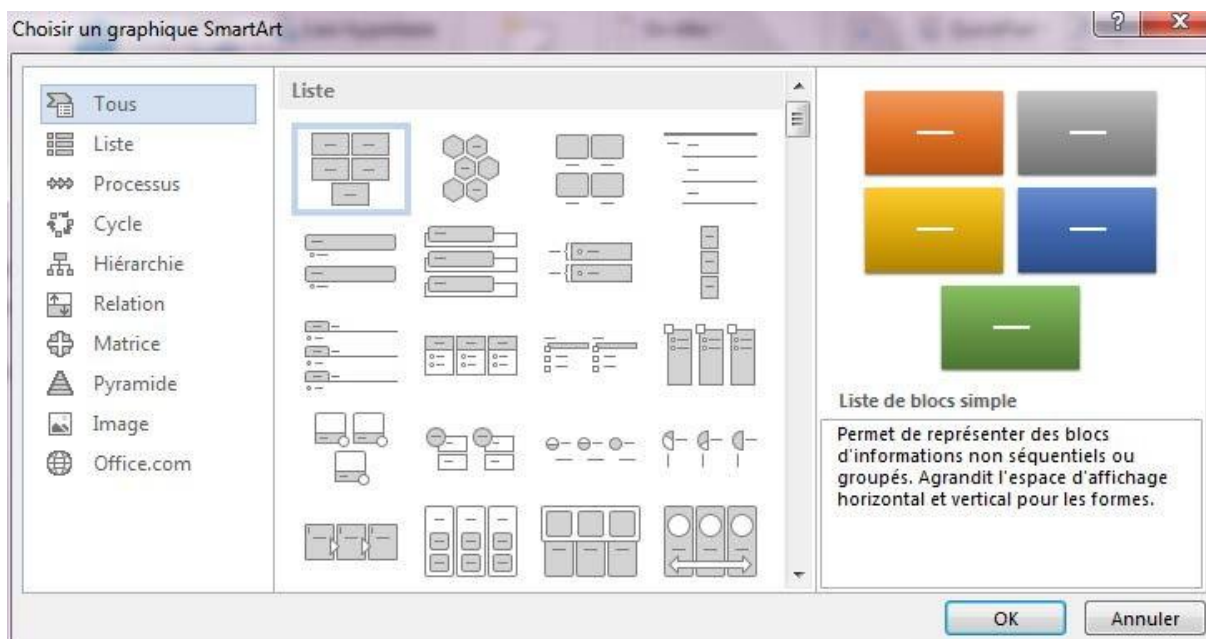 Choisir un graphique SmartArt
Tous
Liste
Processus
Cycle
Hiérarchie
Relation
Matrice
Pyramide
Image
Office.com
Liste
Liste de blocs simple
Permet de représenter des blocs
d'informations non séquentiels ou
groupés. Agrandit l'espace d'affichage
horizontal et vertical pour les formes.
OK
Annuler